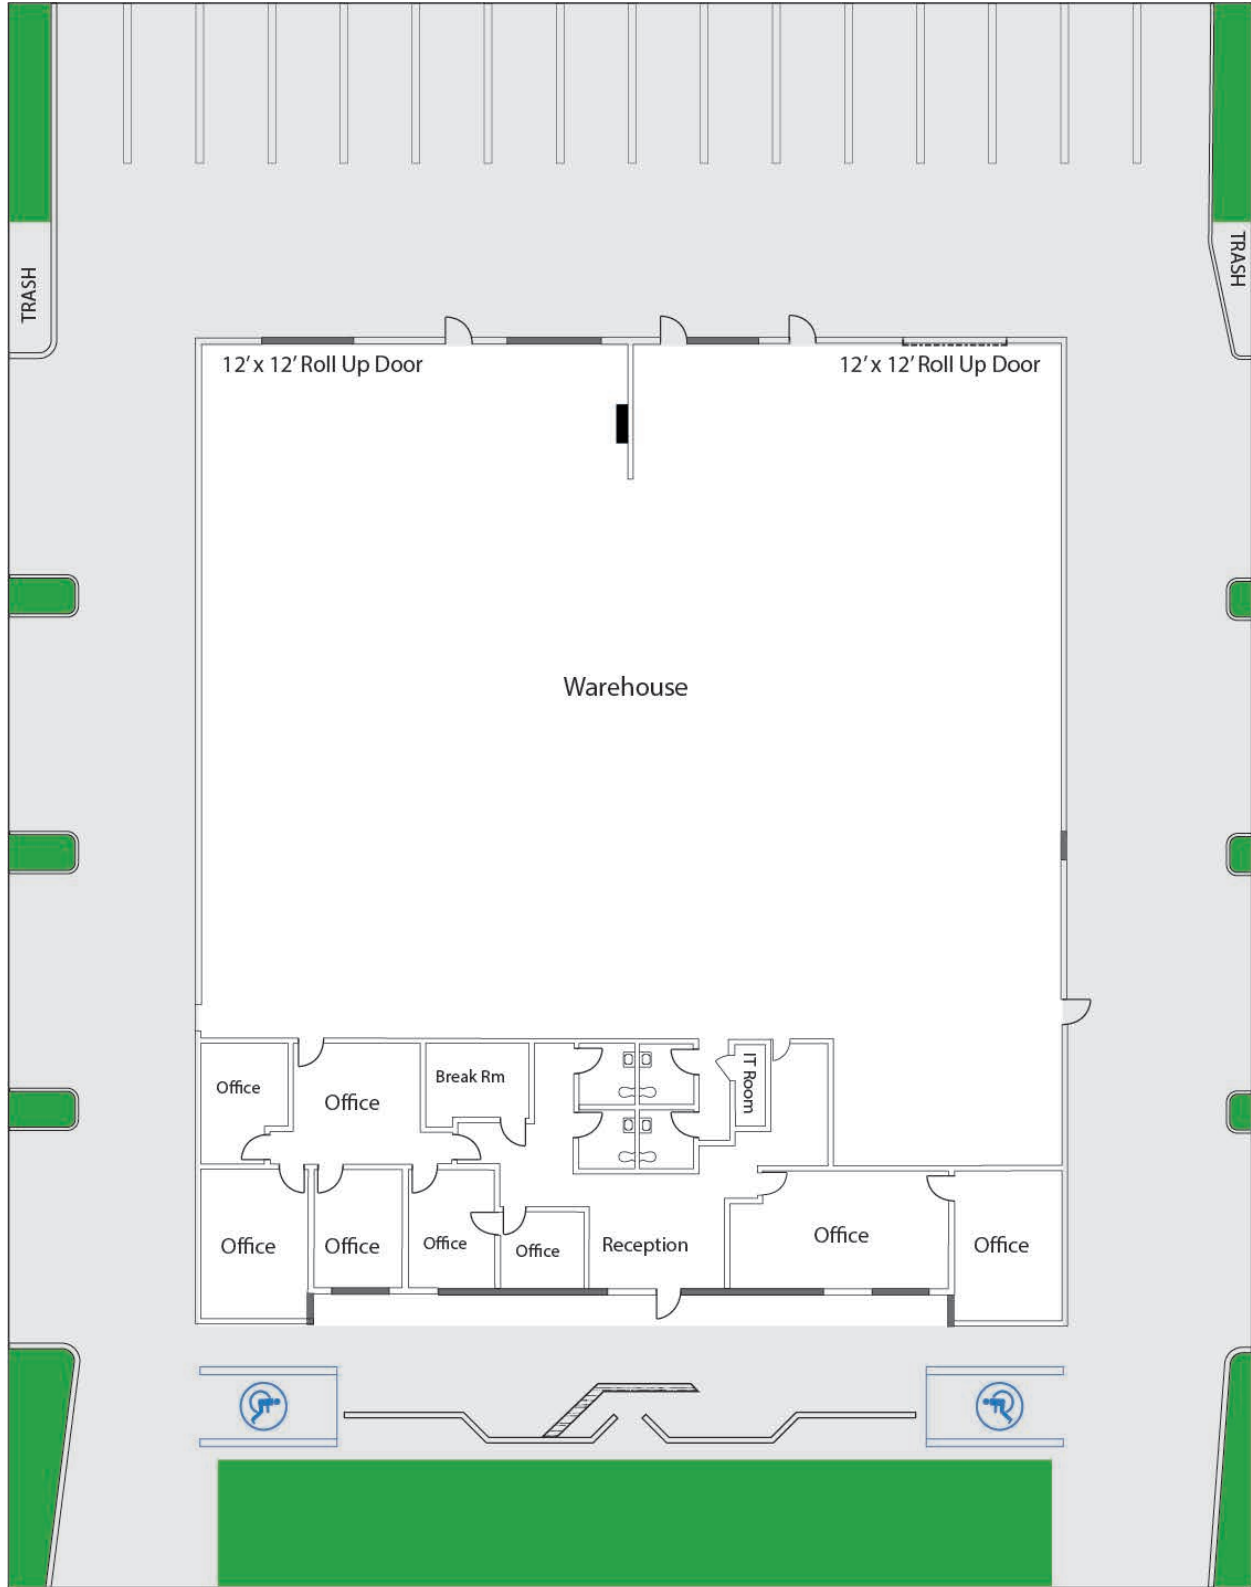 TRASH
TRASH
12' x 12' Roll Up Door
12' x 12' Roll Up Door
Warehouse
Office
Office
Break Rm
IT Room
Office
Office
Office
Office
Reception
Office
Office